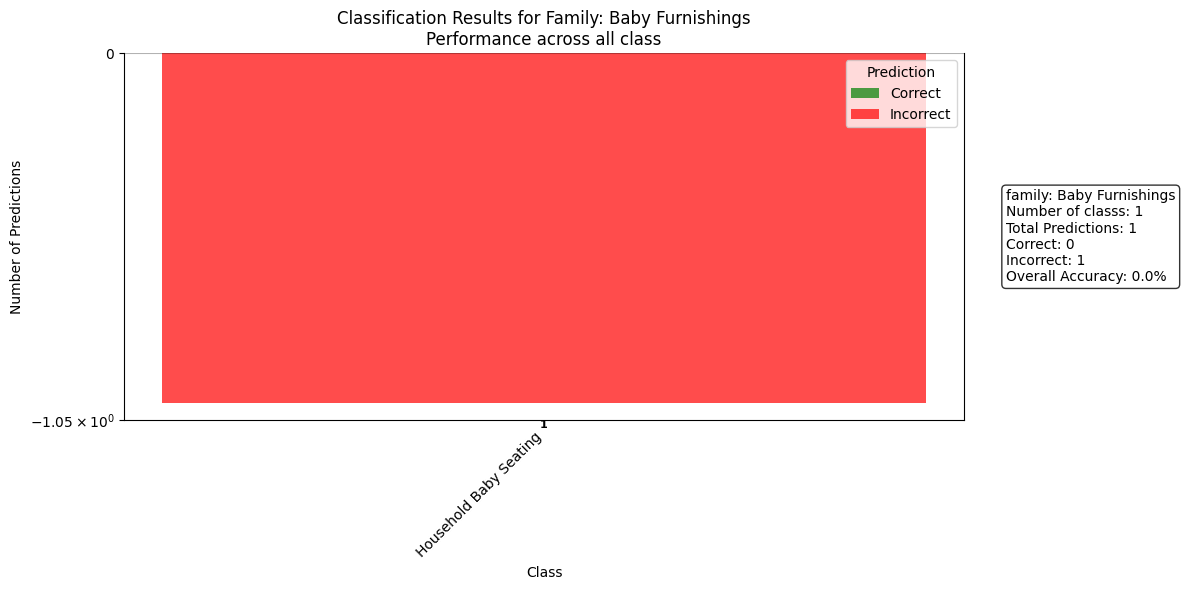 Classification Results for Family: Baby Furnishings
Performance across all class
0
Prediction
Correct
Incorrect
Number of Predictions
family: Baby Furnishings
Number of classs: 1
Total Predictions: 1
Correct: 0
Incorrect: 1
Overall Accuracy: 0.0%
−1.05 × 10⁰
1
Household Baby Seating
Class